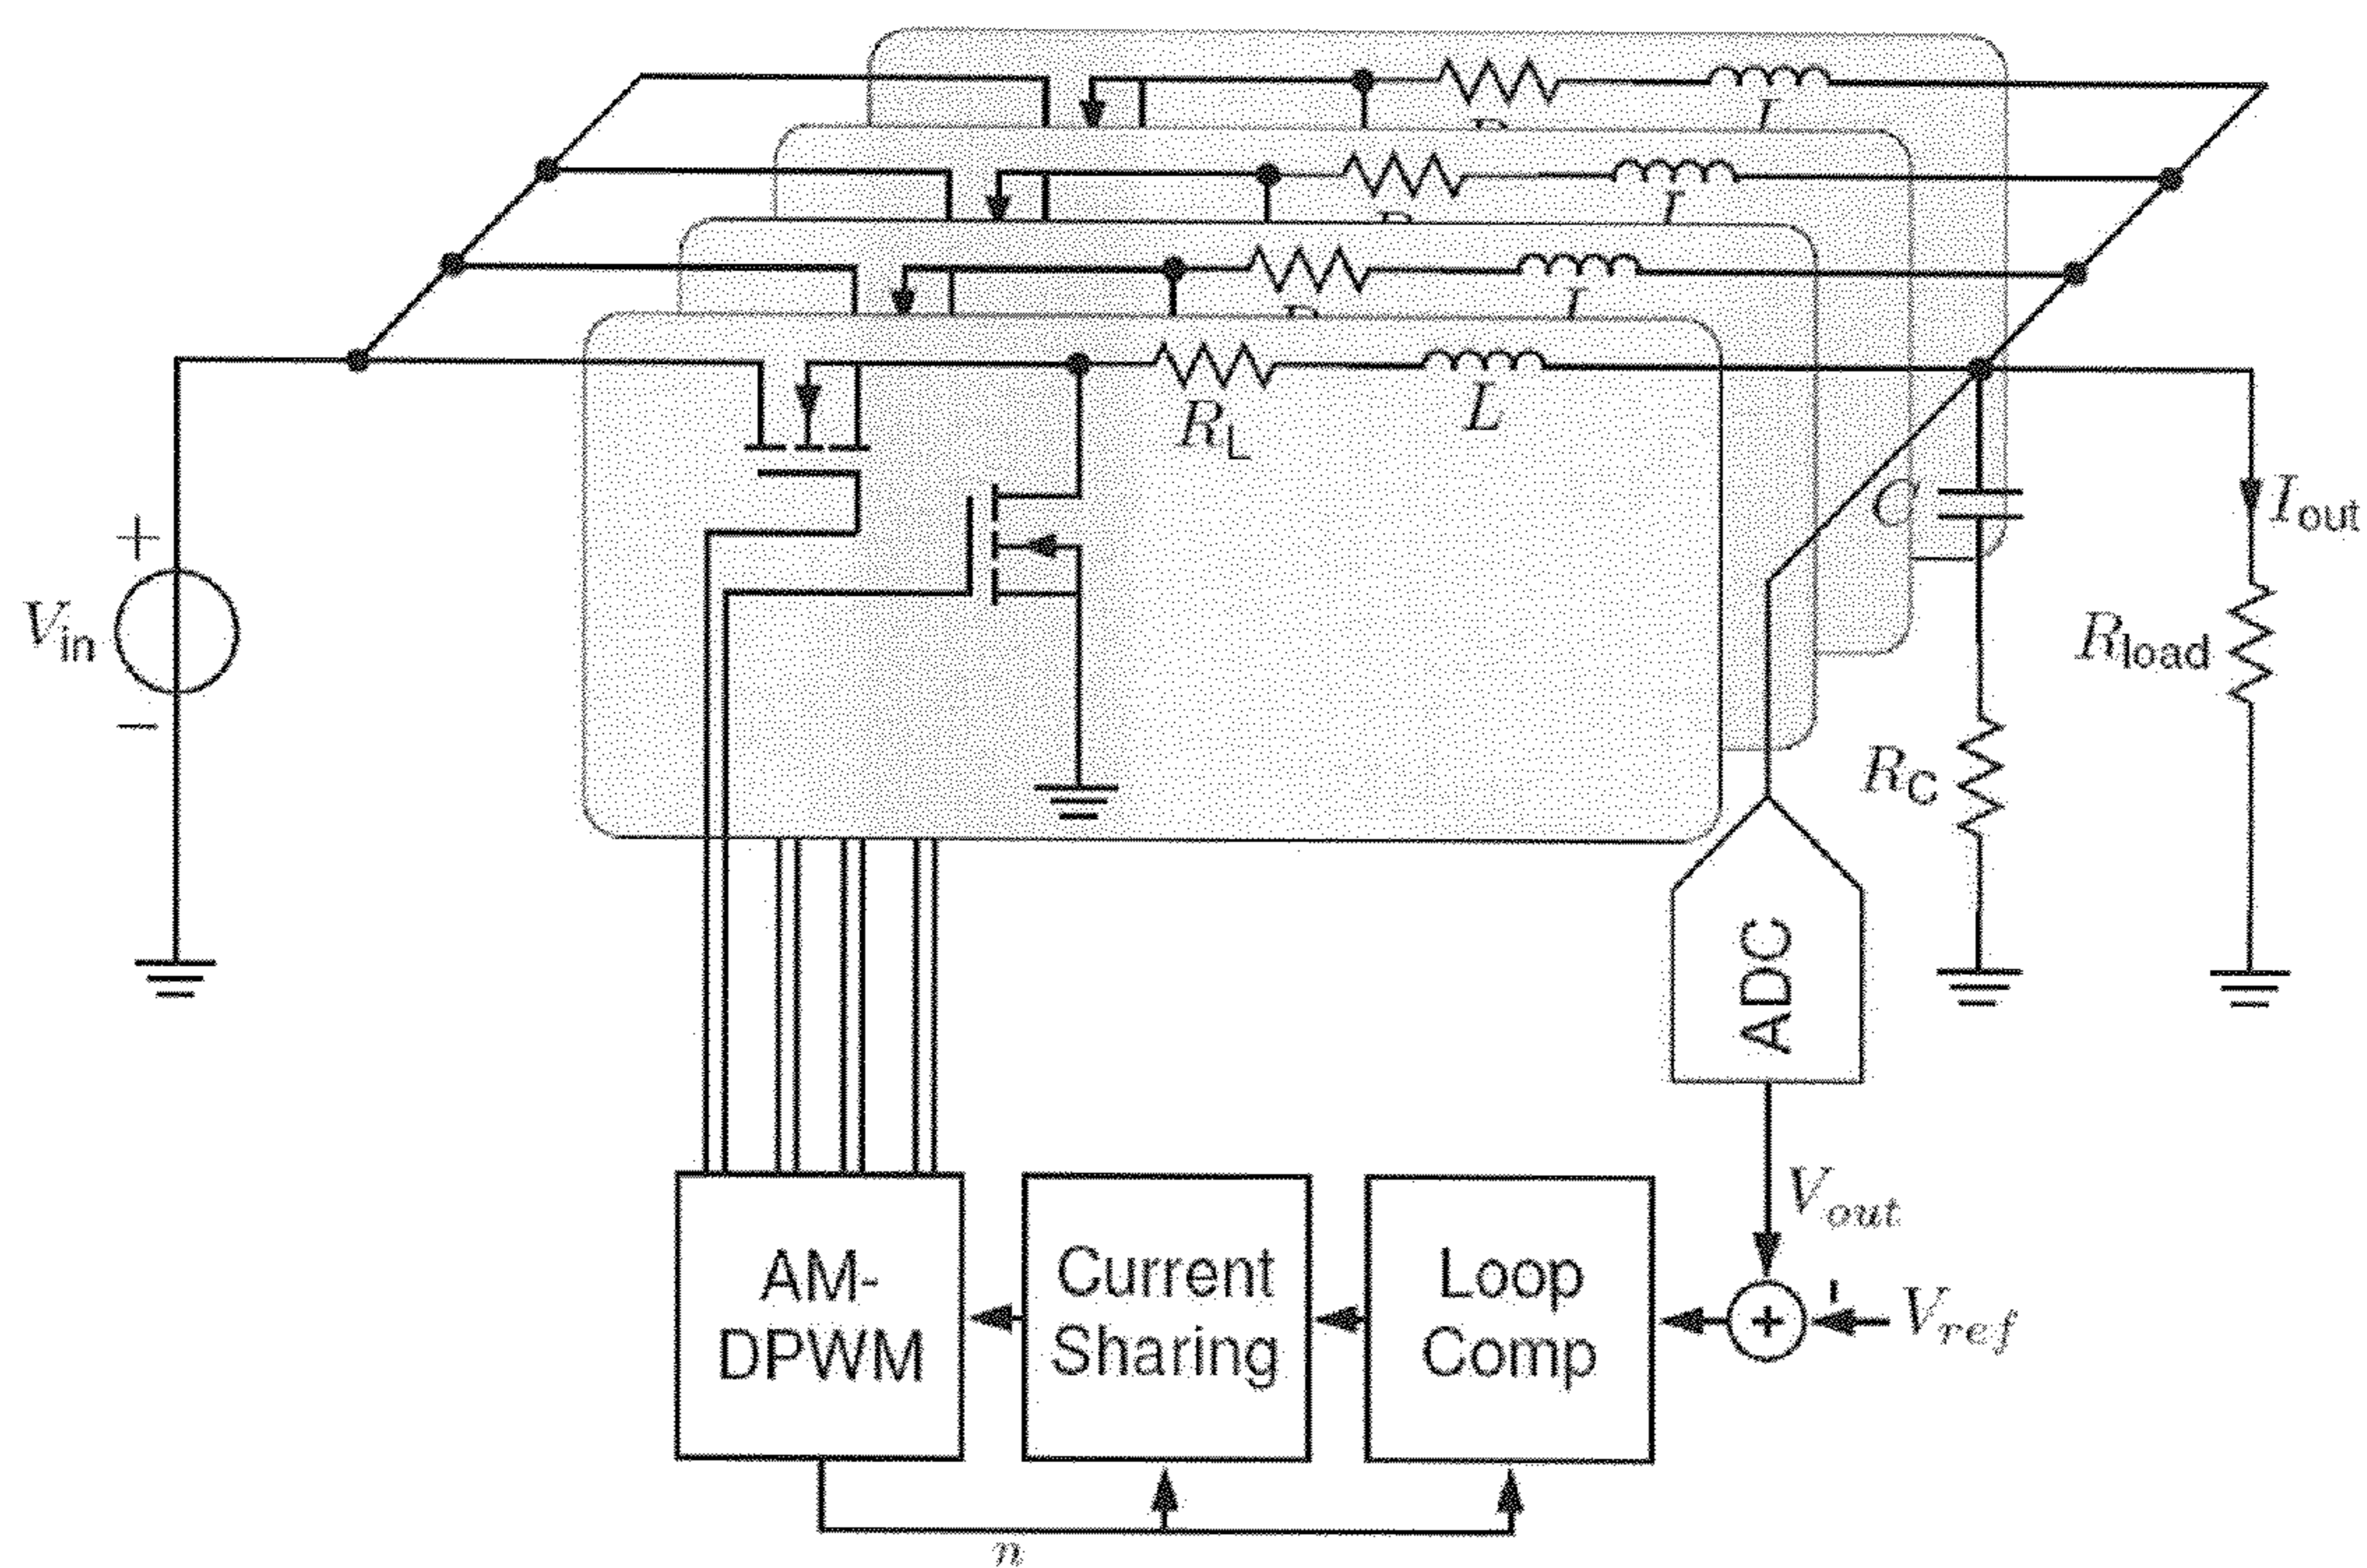 R_L
L
C
I_out
+
V_in
−
R_load
R_C
ADC
V_out
AM-
DPWM
Current
Sharing
Loop
Comp
+
V_ref
n